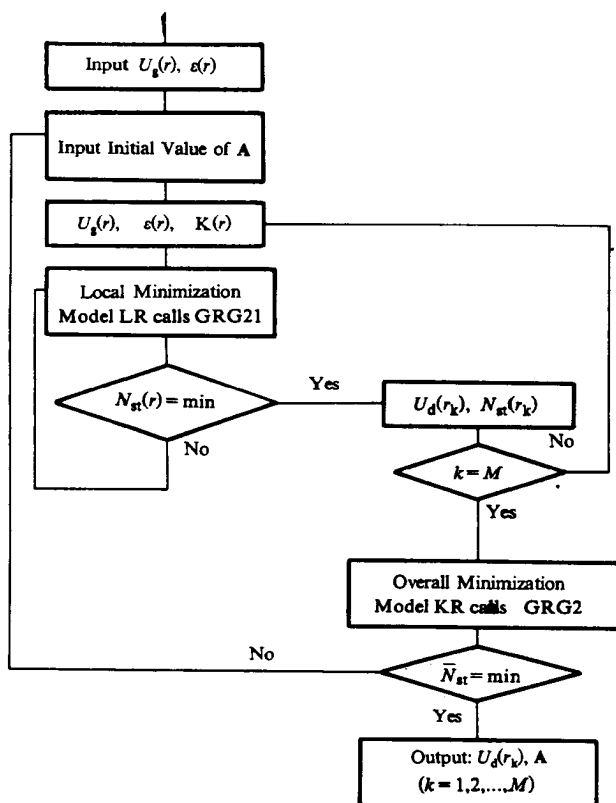 Input U_g(r), ε(r)
Input Initial Value of A
U_g(r), ε(r), K(r)
Local Minimization
Model LR calls GRG21
N_st(r) = min
Yes
No
U_d(r_k), N_st(r_k)
No
k = M
Yes
Overall Minimization
Model KR calls GRG2
No
N̅_st = min
Yes
Output: U_d(r_k), A
(k = 1,2,...,M)